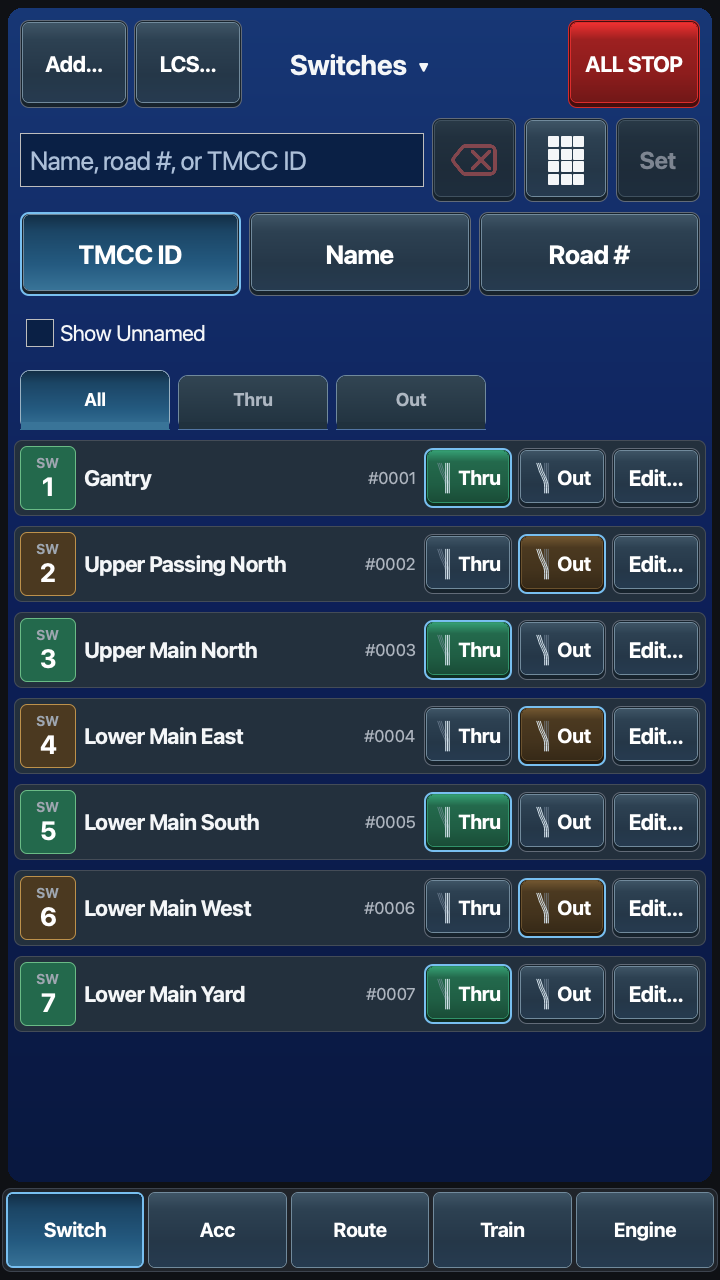 Add... LCS... Switches ▼ ALL STOP
Name, road #, or TMCC ID Set
TMCC ID Name Road #
Show Unnamed
All Thru Out
SW
1 Gantry #0001 Thru Out Edit...
SW
2 Upper Passing North #0002 Thru Out Edit...
SW
3 Upper Main North #0003 Thru Out Edit...
SW
4 Lower Main East #0004 Thru Out Edit...
SW
5 Lower Main South #0005 Thru Out Edit...
SW
6 Lower Main West #0006 Thru Out Edit...
SW
7 Lower Main Yard #0007 Thru Out Edit...
Switch Acc Route Train Engine